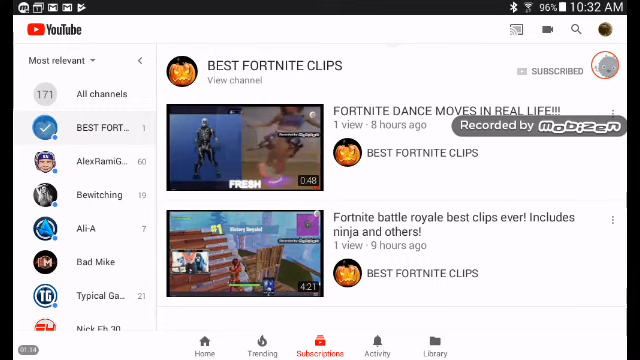 96% 10:32 AM
YouTube
Most relevant
171 All channels
BEST FORT... 1
AlexRamiG... 60
Bewitching 19
Ali-A 7
Bad Mike
Typical Ga... 21
Nick Eh 30
BEST FORTNITE CLIPS
View channel
SUBSCRIBED
FORTNITE DANCE MOVES IN REAL LIFE!!!
1 view · 8 hours ago
Recorded by mobizen
BEST FORTNITE CLIPS
FRESH
0:48
Fortnite battle royale best clips ever! Includes
ninja and others!
1 view · 9 hours ago
BEST FORTNITE CLIPS
#1 Victory Royale!
4:21
01:14
Home Trending Subscriptions Activity Library